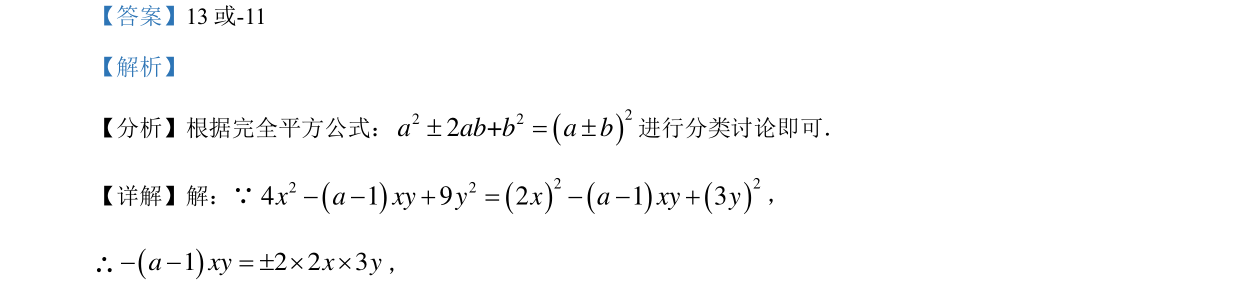 【答案】13 或-11
【解析】
【分析】根据完全平方公式：a² ± 2ab+b² = (a ± b)² 进行分类讨论即可．
【详解】解：∵ 4x² − (a − 1) xy + 9y² = (2x)² − (a − 1) xy + (3y)² ，
∴ − (a − 1) xy = ±2 × 2x × 3y ，